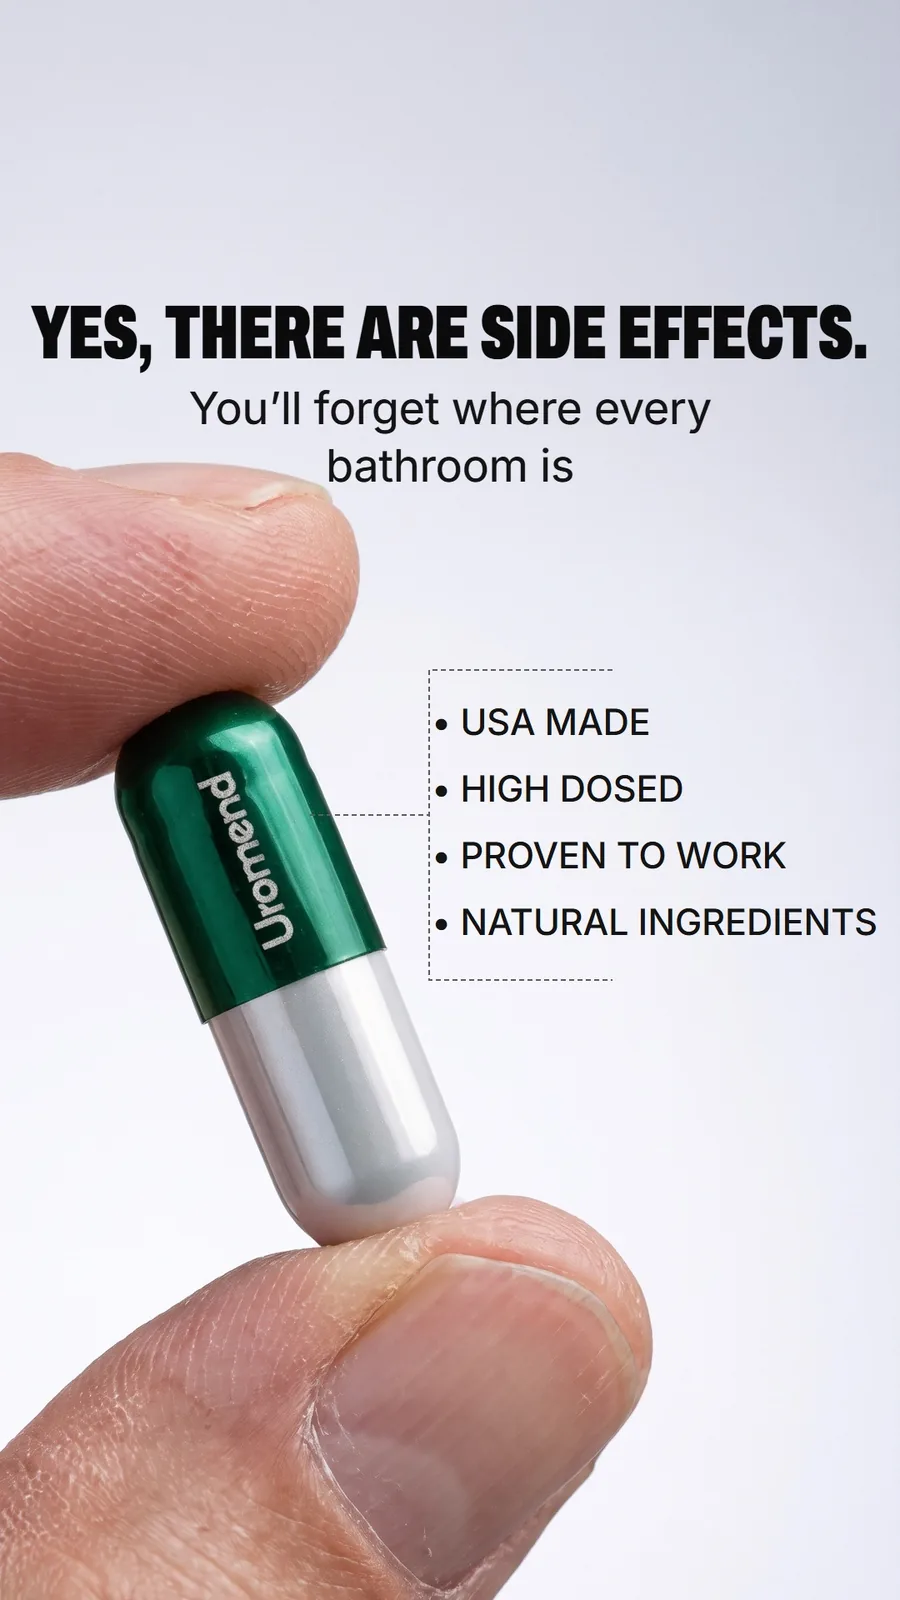 YES, THERE ARE SIDE EFFECTS.
You’ll forget where every
bathroom is
• USA MADE
• HIGH DOSED
• PROVEN TO WORK
• NATURAL INGREDIENTS
Uromend